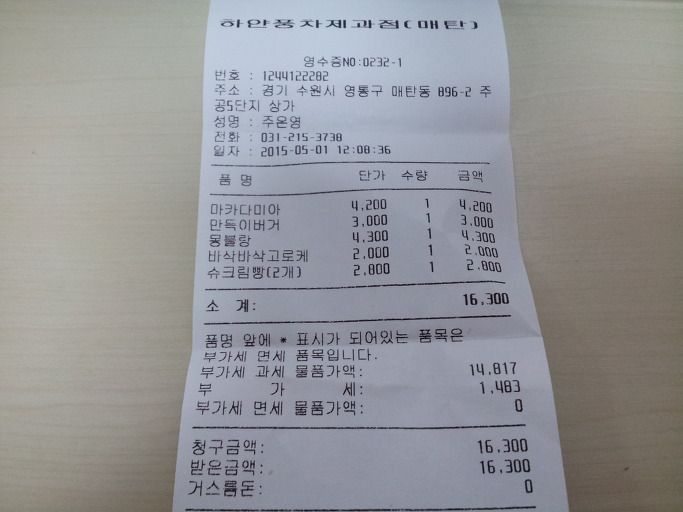 하얀풍차제과점(매탄)
영수증NO:0232-1
번호 : 1244122282
주소 : 경기 수원시 영통구 매탄동 896-2 주
공5단지 상가
성명 : 주온영
전화 : 031-215-3738
일자 : 2015-05-01 12:08:36
품 명 단가 수량 금액
마카다미아 4,200 1 4,200
만득이버거 3,000 1 3,000
몽블랑 4,300 1 4,300
바삭바삭고로케 2,000 1 2,000
슈크림빵(2개) 2,800 1 2,800
소 계: 16,300
품명 앞에 * 표시가 되어있는 품목은
부가세 면세 품목입니다.
부가세 과세 물품가액: 14,817
부 가 세: 1,483
부가세 면세 물품가액: 0
청구금액: 16,300
받은금액: 16,300
거스름돈: 0